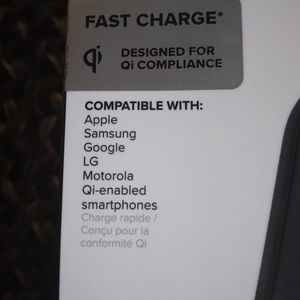 FAST CHARGE*
DESIGNED FOR
Qi COMPLIANCE
COMPATIBLE WITH:
Apple
Samsung
Google
LG
Motorola
Qi-enabled
smartphones
Charge rapide /
Conçu pour la
conformité Qi